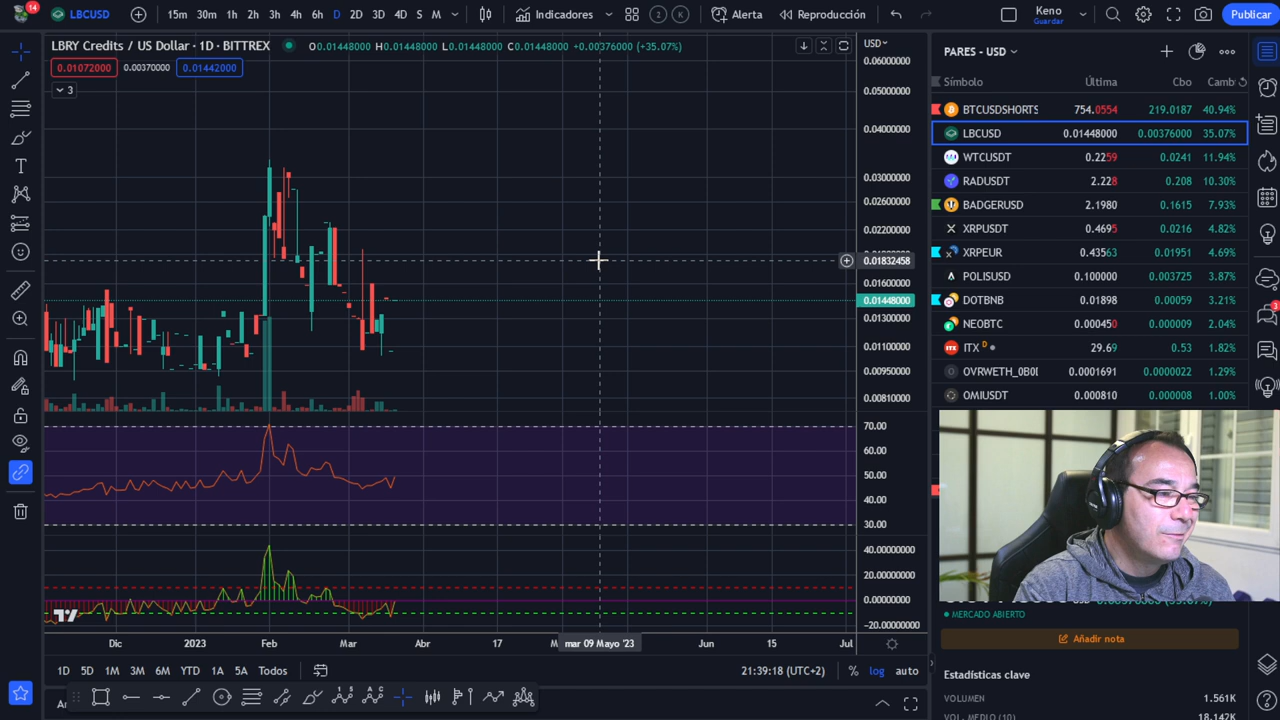 14
LBCUSD
15m 30m 1h 2h 3h 4h 6h D 2D 3D 4D S M
Indicadores
2 K
Alerta
Reproducción
Keno
Guardar
Publicar
LBRY Credits / US Dollar · 1D · BITTREX
O0.01448000 H0.01448000 L0.01448000 C0.01448000 +0.00376000 (+35.07%)
0.01072000 0.00370000 0.01442000
3
USD
0.06000000
0.05000000
0.04000000
0.03000000
0.02600000
0.02200000
0.01832458
0.01600000
0.01448000
0.01300000
0.01100000
0.00950000
0.00810000
70.00
60.00
50.00
40.00
30.00
40.00000000
20.00000000
0.00000000
-20.00000000
Dic 2023 Feb Mar Abr 17 M mar 09 Mayo '23 Jun 15 Jul
1D 5D 1M 3M 6M YTD 1A 5A Todos
21:39:18 (UTC+2) % log auto
PARES - USD
Símbolo Última Cbo Camb
BTCUSDSHORTS 754.0554 219.0187 40.94%
LBCUSD 0.01448000 0.00376000 35.07%
WTCUSDT 0.2259 0.0241 11.94%
RADUSDT 2.228 0.208 10.30%
BADGERUSD 2.1980 0.1615 7.93%
XRPUSDT 0.4695 0.0216 4.82%
XRPEUR 0.43563 0.01951 4.69%
POLISUSD 0.100000 0.003725 3.87%
DOTBNB 0.01898 0.00059 3.21%
NEOBTC 0.000450 0.000009 2.04%
ITX D 29.69 0.53 1.82%
OVRWETH_0B0I 0.0001691 0.0000022 1.29%
OMIUSDT 0.000810 0.000008 1.00%
3
MERCADO ABIERTO
Añadir nota
Estadísticas clave
VOLUMEN 1.561K
VOL. MEDIO (10) 18.142K